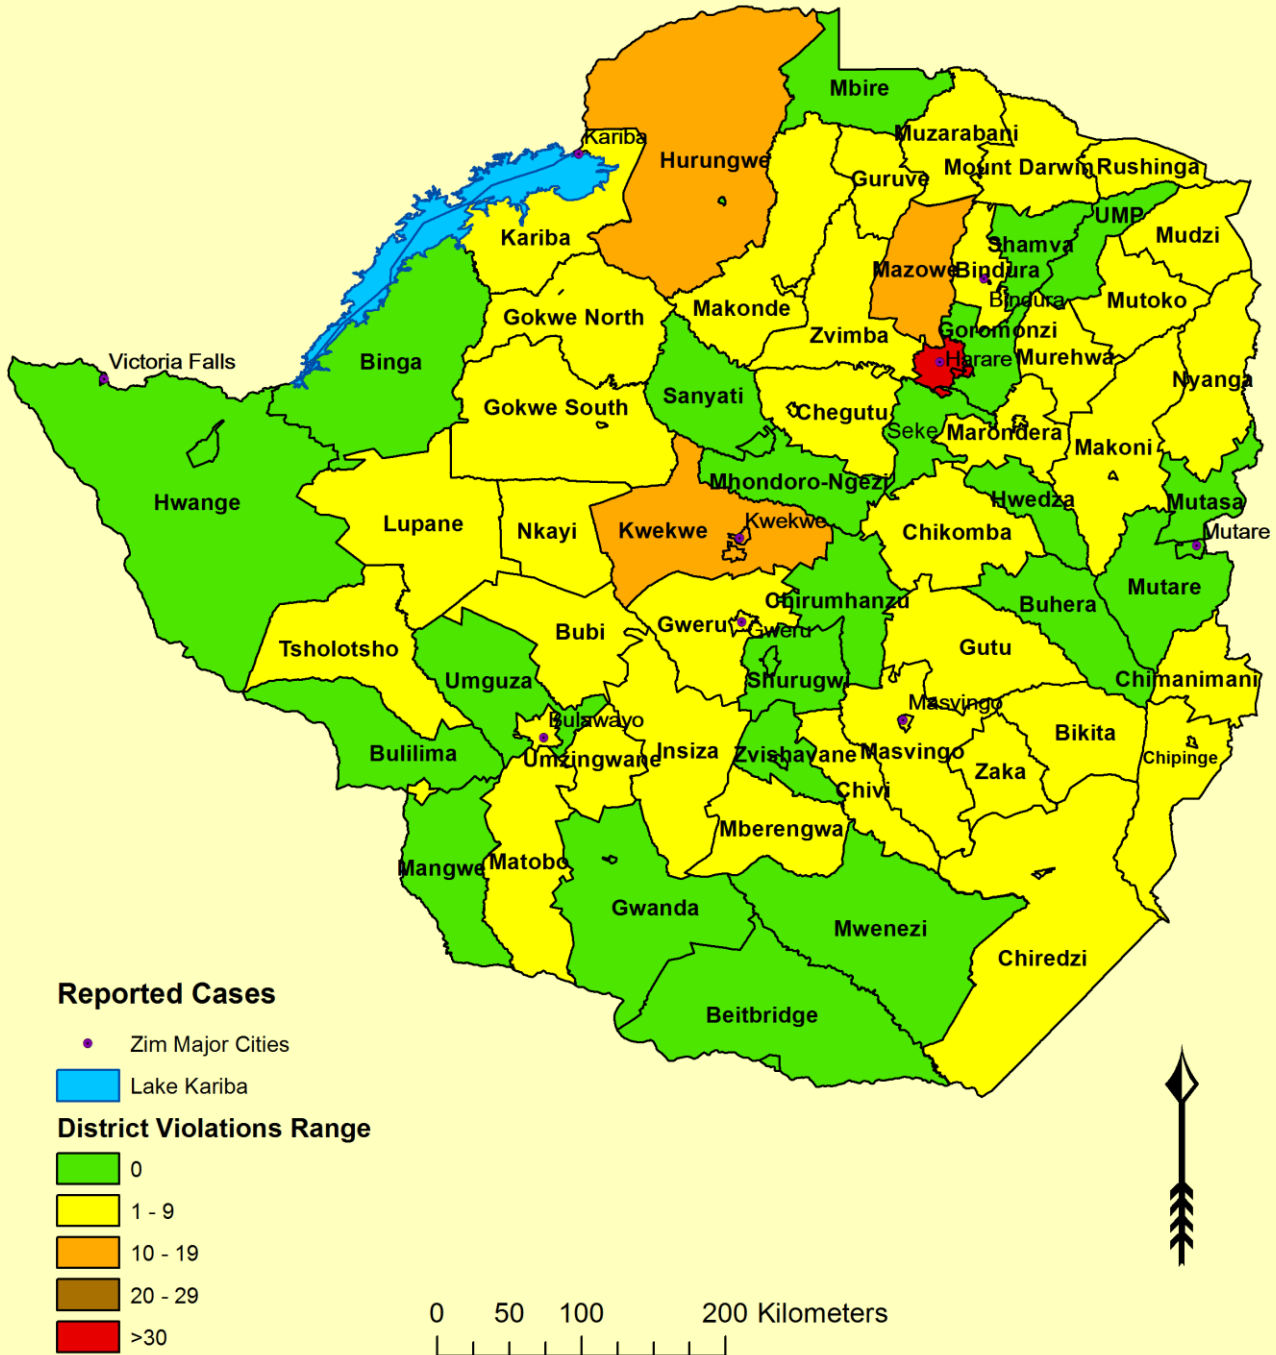 Mbire
Muzarabani
Kariba
Hurungwe
Mount Darwin
Rushinga
Guruve
UMP
Kariba
Shamva
Mudzi
Mazowe
Bindura
Bindura
Mutoko
Makonde
Gokwe North
Zvimba
Goromonzi
Victoria Falls
Binga
Harare
Murehwa
Nyanga
Sanyati
Gokwe South
Chegutu
Seke
Marondera
Makoni
Mhondoro-Ngezi
Hwange
Hwedza
Mutasa
Lupane
Nkayi
Kwekwe
Kwekwe
Chikomba
Mutare
Mutare
Chirumhanzu
Buhera
Gweru
Gweru
Bubi
Tsholotsho
Gutu
Umguza
Shurugwi
Chimanimani
Masvingo
Bulawayo
Bikita
Bulilima
Umzingwane
Insiza
Zvishavane
Masvingo
Zaka
Chipinge
Chivi
Mberengwa
Mangwe
Matobo
Gwanda
Mwenezi
Chiredzi
Beitbridge
Reported Cases
Zim Major Cities
Lake Kariba
District Violations Range
0
1 - 9
10 - 19
20 - 29
>30
0 50 100 200 Kilometers